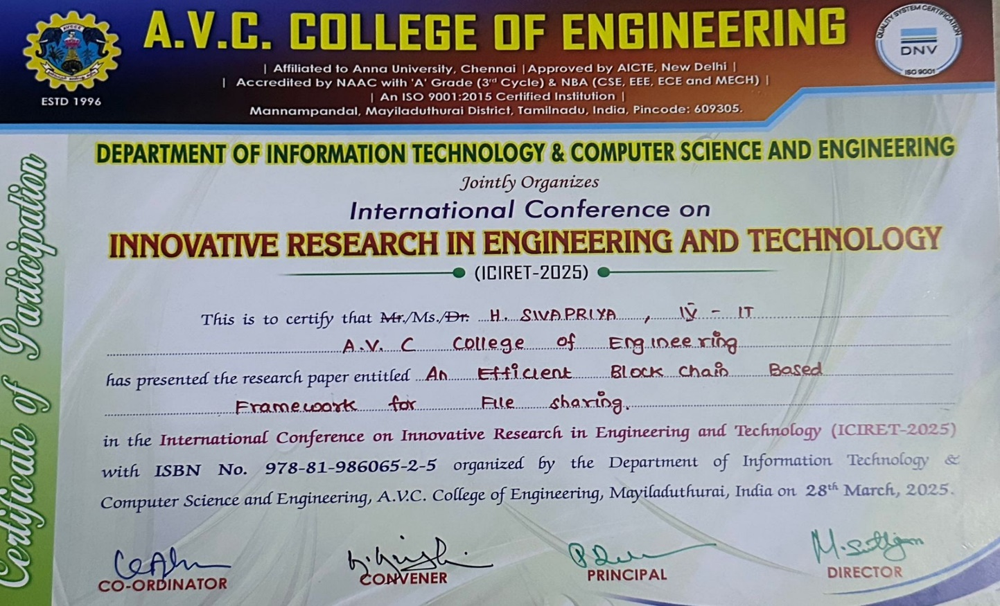 A.V.C. COLLEGE OF ENGINEERING
| Affiliated to Anna University, Chennai | Approved by AICTE, New Delhi |
| Accredited by NAAC with 'A' Grade (3rd Cycle) & NBA (CSE, EEE, ECE and MECH) |
| An ISO 9001:2015 Certified Institution |
Mannampandal, Mayiladuthurai District, Tamilnadu, India, Pincode: 609305.
ESTD 1996
QUALITY SYSTEM CERTIFICATION
DNV
ISO 9001
Certificate of Participation
DEPARTMENT OF INFORMATION TECHNOLOGY & COMPUTER SCIENCE AND ENGINEERING
Jointly Organizes
International Conference on
INNOVATIVE RESEARCH IN ENGINEERING AND TECHNOLOGY
(ICIRET-2025)
This is to certify that Mr./Ms./Dr. H. SIVAPRIYA, IV - IT
A.V. C College of Engineering
has presented the research paper entitled An Efficient Block chain Based
Framework for File sharing.
in the International Conference on Innovative Research in Engineering and Technology (ICIRET-2025)
with ISBN No. 978-81-986065-2-5 organized by the Department of Information Technology &
Computer Science and Engineering, A.V.C. College of Engineering, Mayiladuthurai, India on 28th March, 2025.
CO-ORDINATOR
CONVENER
PRINCIPAL
DIRECTOR